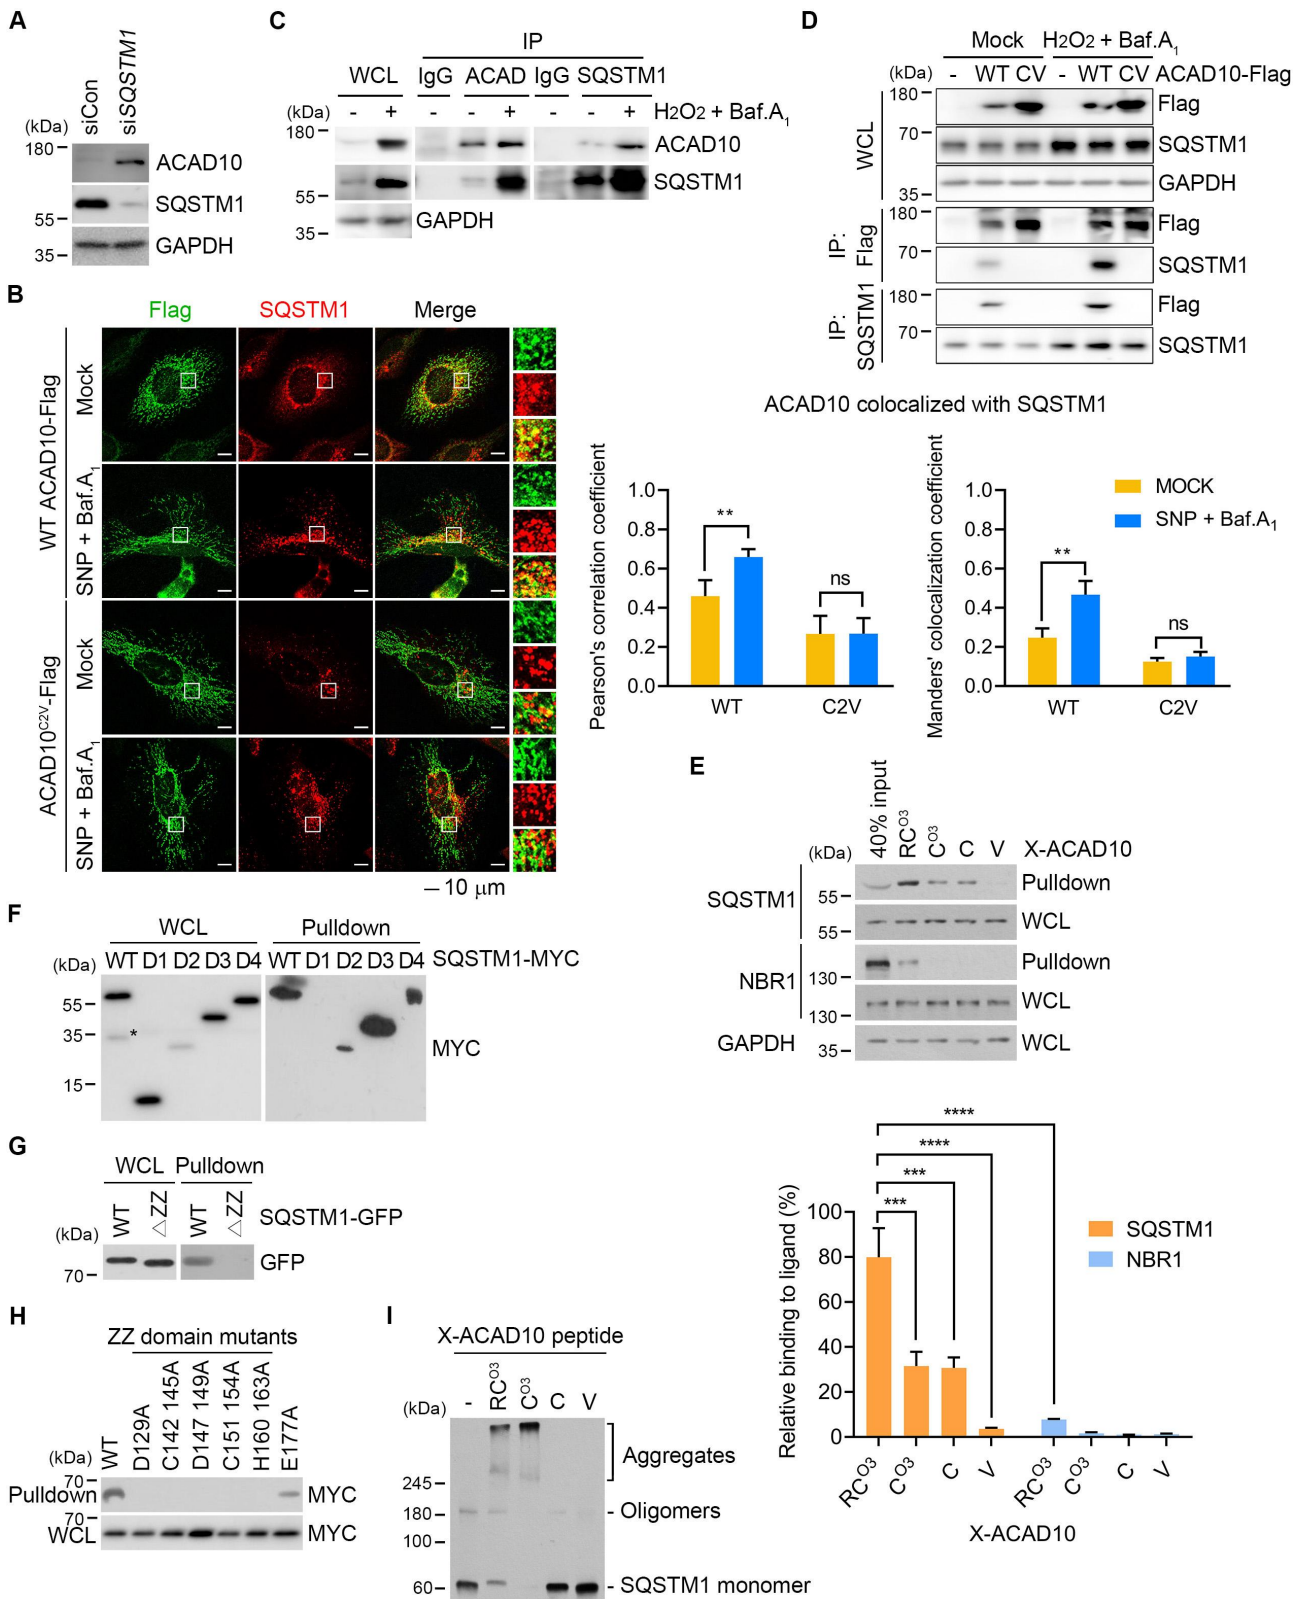 A
siCon
siSQSTM1
(kDa)
180
ACAD10
SQSTM1
55
GAPDH
35
C
IP
WCL
IgG
ACAD
IgG
SQSTM1
(kDa)
- + - - + - - + H2O2 + Baf.A1
180
ACAD10
SQSTM1
55
GAPDH
35
D
Mock
H2O2 + Baf.A1
(kDa)
- WT CV - WT CV ACAD10-Flag
180
Flag
WCL
70
SQSTM1
GAPDH
35
180
IP: Flag
Flag
70
SQSTM1
180
IP: SQSTM1
Flag
70
SQSTM1
B
Flag
SQSTM1
Merge
WT ACAD10-Flag
Mock
SNP + Baf.A1
ACAD10C2V-Flag
Mock
SNP + Baf.A1
10 μm
ACAD10 colocalized with SQSTM1
Pearson's correlation coefficient
1.0
0.8
0.6
0.4
0.2
0.0
**
ns
WT
C2V
Manders' colocalization coefficient
1.0
0.8
0.6
0.4
0.2
0.0
**
ns
WT
C2V
MOCK
SNP + Baf.A1
E
(kDa)
40% input
RCO3
CO3
C
V
X-ACAD10
SQSTM1
55
Pulldown
55
WCL
NBR1
130
Pulldown
130
WCL
GAPDH
35
WCL
Relative binding to ligand (%)
100
80
60
40
20
0
***
***
****
****
SQSTM1
NBR1
RCO3
CO3
C
V
RCO3
CO3
C
V
X-ACAD10
F
WCL
Pulldown
(kDa)
WT D1 D2 D3 D4 WT D1 D2 D3 D4 SQSTM1-MYC
55
35
*
MYC
15
G
WCL
Pulldown
(kDa)
WT
△ZZ
WT
△ZZ
SQSTM1-GFP
GFP
70
H
ZZ domain mutants
(kDa)
WT
D129A
C142 145A
D147 149A
C151 154A
H160 163A
E177A
70
Pulldown
MYC
70
WCL
MYC
I
X-ACAD10 peptide
(kDa)
-
RCO3
CO3
C
V
Aggregates
245
180
Oligomers
100
60
SQSTM1 monomer